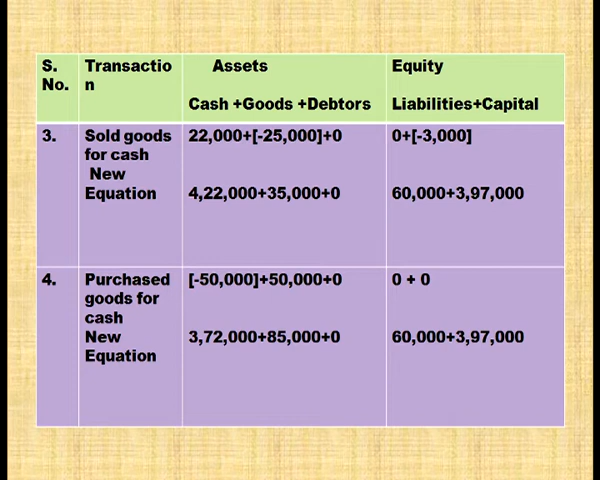 S. No.
Transactio n
Assets
Cash +Goods +Debtors
Equity
Liabilities+Capital
3.
Sold goods
for cash
New
Equation
22,000+[-25,000]+0
4,22,000+35,000+0
0+[-3,000]
60,000+3,97,000
4.
Purchased
goods for
cash
New
Equation
[-50,000]+50,000+0
3,72,000+85,000+0
0 + 0
60,000+3,97,000